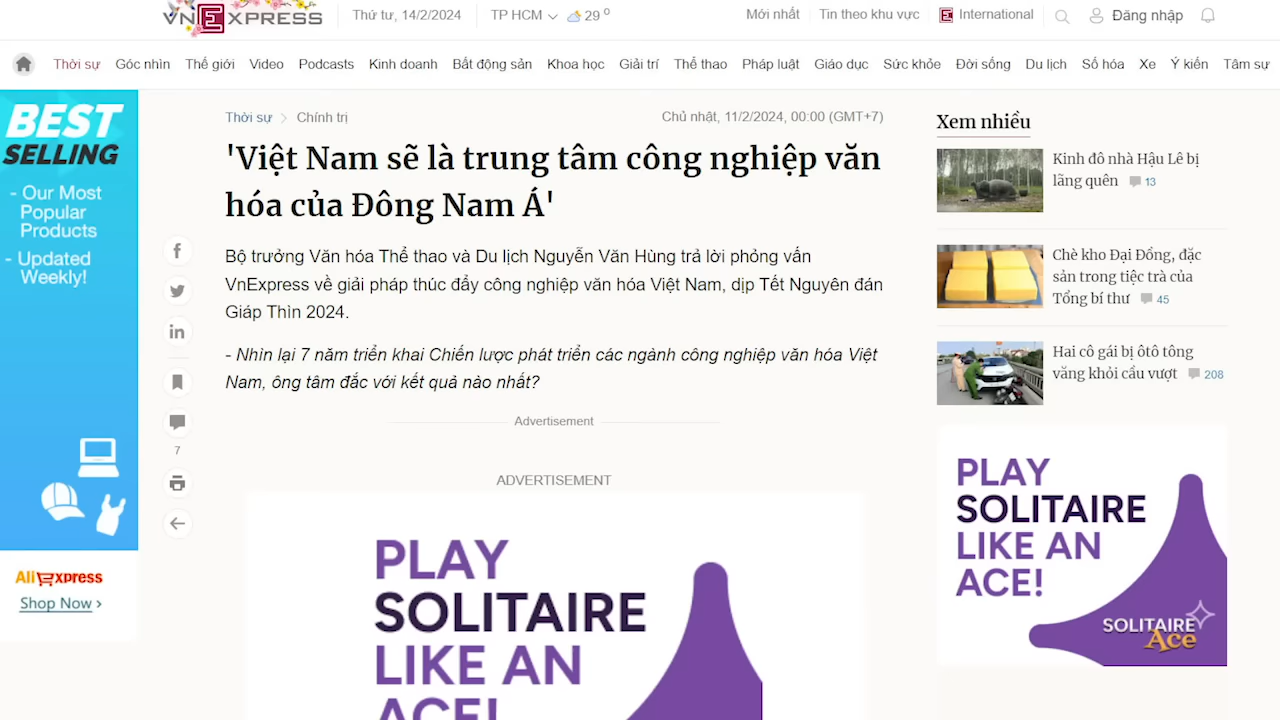 VNEXPRESS
Thứ tư, 14/2/2024
TP HCM
29°
Mới nhất
Tin theo khu vực
E International
Đăng nhập
Thời sự Góc nhìn Thế giới Video Podcasts Kinh doanh Bất động sản Khoa học Giải trí Thể thao Pháp luật Giáo dục Sức khỏe Đời sống Du lịch Số hóa Xe Ý kiến Tâm sự
BEST
SELLING
- Our Most
Popular
Products
- Updated
Weekly!
AliExpress
Shop Now ›
Thời sự > Chính trị
Chủ nhật, 11/2/2024, 00:00 (GMT+7)
'Việt Nam sẽ là trung tâm công nghiệp văn
hóa của Đông Nam Á'
Bộ trưởng Văn hóa Thể thao và Du lịch Nguyễn Văn Hùng trả lời phỏng vấn
VnExpress về giải pháp thúc đẩy công nghiệp văn hóa Việt Nam, dịp Tết Nguyên đán
Giáp Thìn 2024.
- Nhìn lại 7 năm triển khai Chiến lược phát triển các ngành công nghiệp văn hóa Việt
Nam, ông tâm đắc với kết quả nào nhất?
7
Advertisement
ADVERTISEMENT
PLAY
SOLITAIRE
LIKE AN
ACE!
Xem nhiều
Kinh đô nhà Hậu Lê bị
lãng quên 13
Chè kho Đại Đồng, đặc
sản trong tiệc trà của
Tổng bí thư 45
Hai cô gái bị ôtô tông
văng khỏi cầu vượt 208
PLAY
SOLITAIRE
LIKE AN
ACE!
SOLITAIRE
Ace